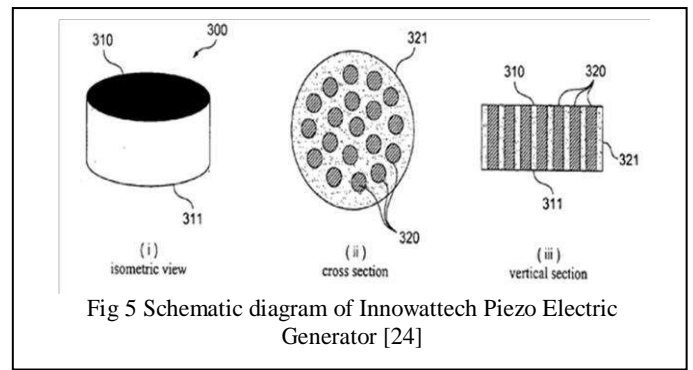 310
300
321
310
320
321
311
320
311
(i)
isometric view
(ii)
cross section
(iii)
vertical section
Fig 5 Schematic diagram of Innowattech Piezo Electric
Generator [24]